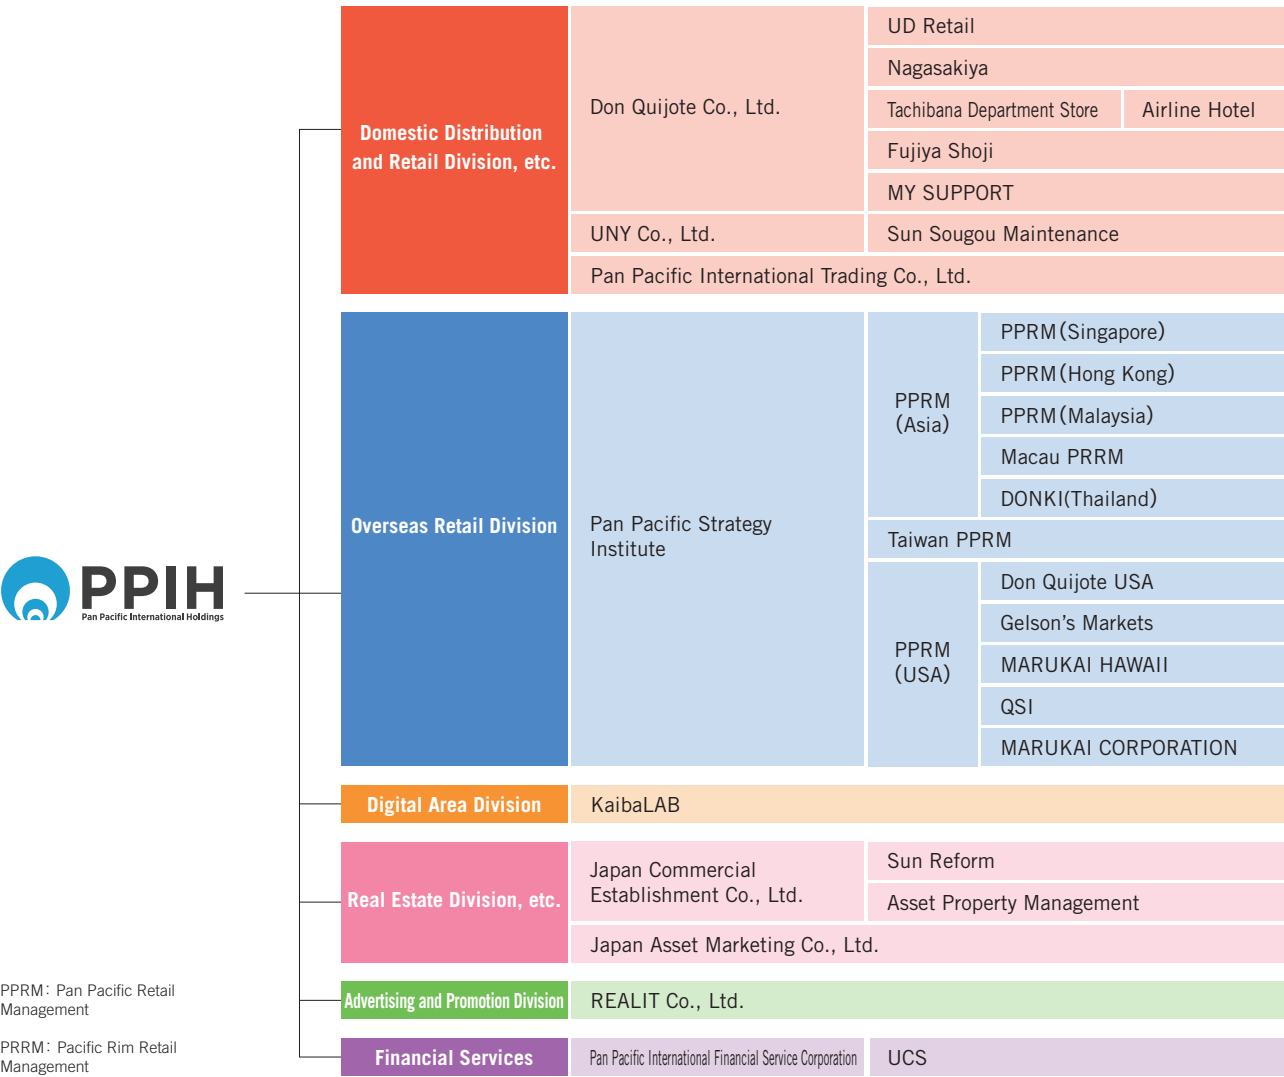 PPIH
Pan Pacific International Holdings
Domestic Distribution
and Retail Division, etc.
Don Quijote Co., Ltd.
UD Retail
Nagasakiya
Tachibana Department Store
Airline Hotel
Fujiya Shoji
MY SUPPORT
UNY Co., Ltd.
Sun Sougou Maintenance
Pan Pacific International Trading Co., Ltd.
Overseas Retail Division
Pan Pacific Strategy
Institute
PPRM
(Asia)
PPRM(Singapore)
PPRM(Hong Kong)
PPRM(Malaysia)
Macau PRRM
DONKI(Thailand)
Taiwan PPRM
PPRM
(USA)
Don Quijote USA
Gelson’s Markets
MARUKAI HAWAII
QSI
MARUKAI CORPORATION
Digital Area Division
KaibaLAB
Real Estate Division, etc.
Japan Commercial
Establishment Co., Ltd.
Sun Reform
Asset Property Management
Japan Asset Marketing Co., Ltd.
Advertising and Promotion Division
REALIT Co., Ltd.
Financial Services
Pan Pacific International Financial Service Corporation
UCS
PPRM: Pan Pacific Retail
Management
PRRM: Pacific Rim Retail
Management